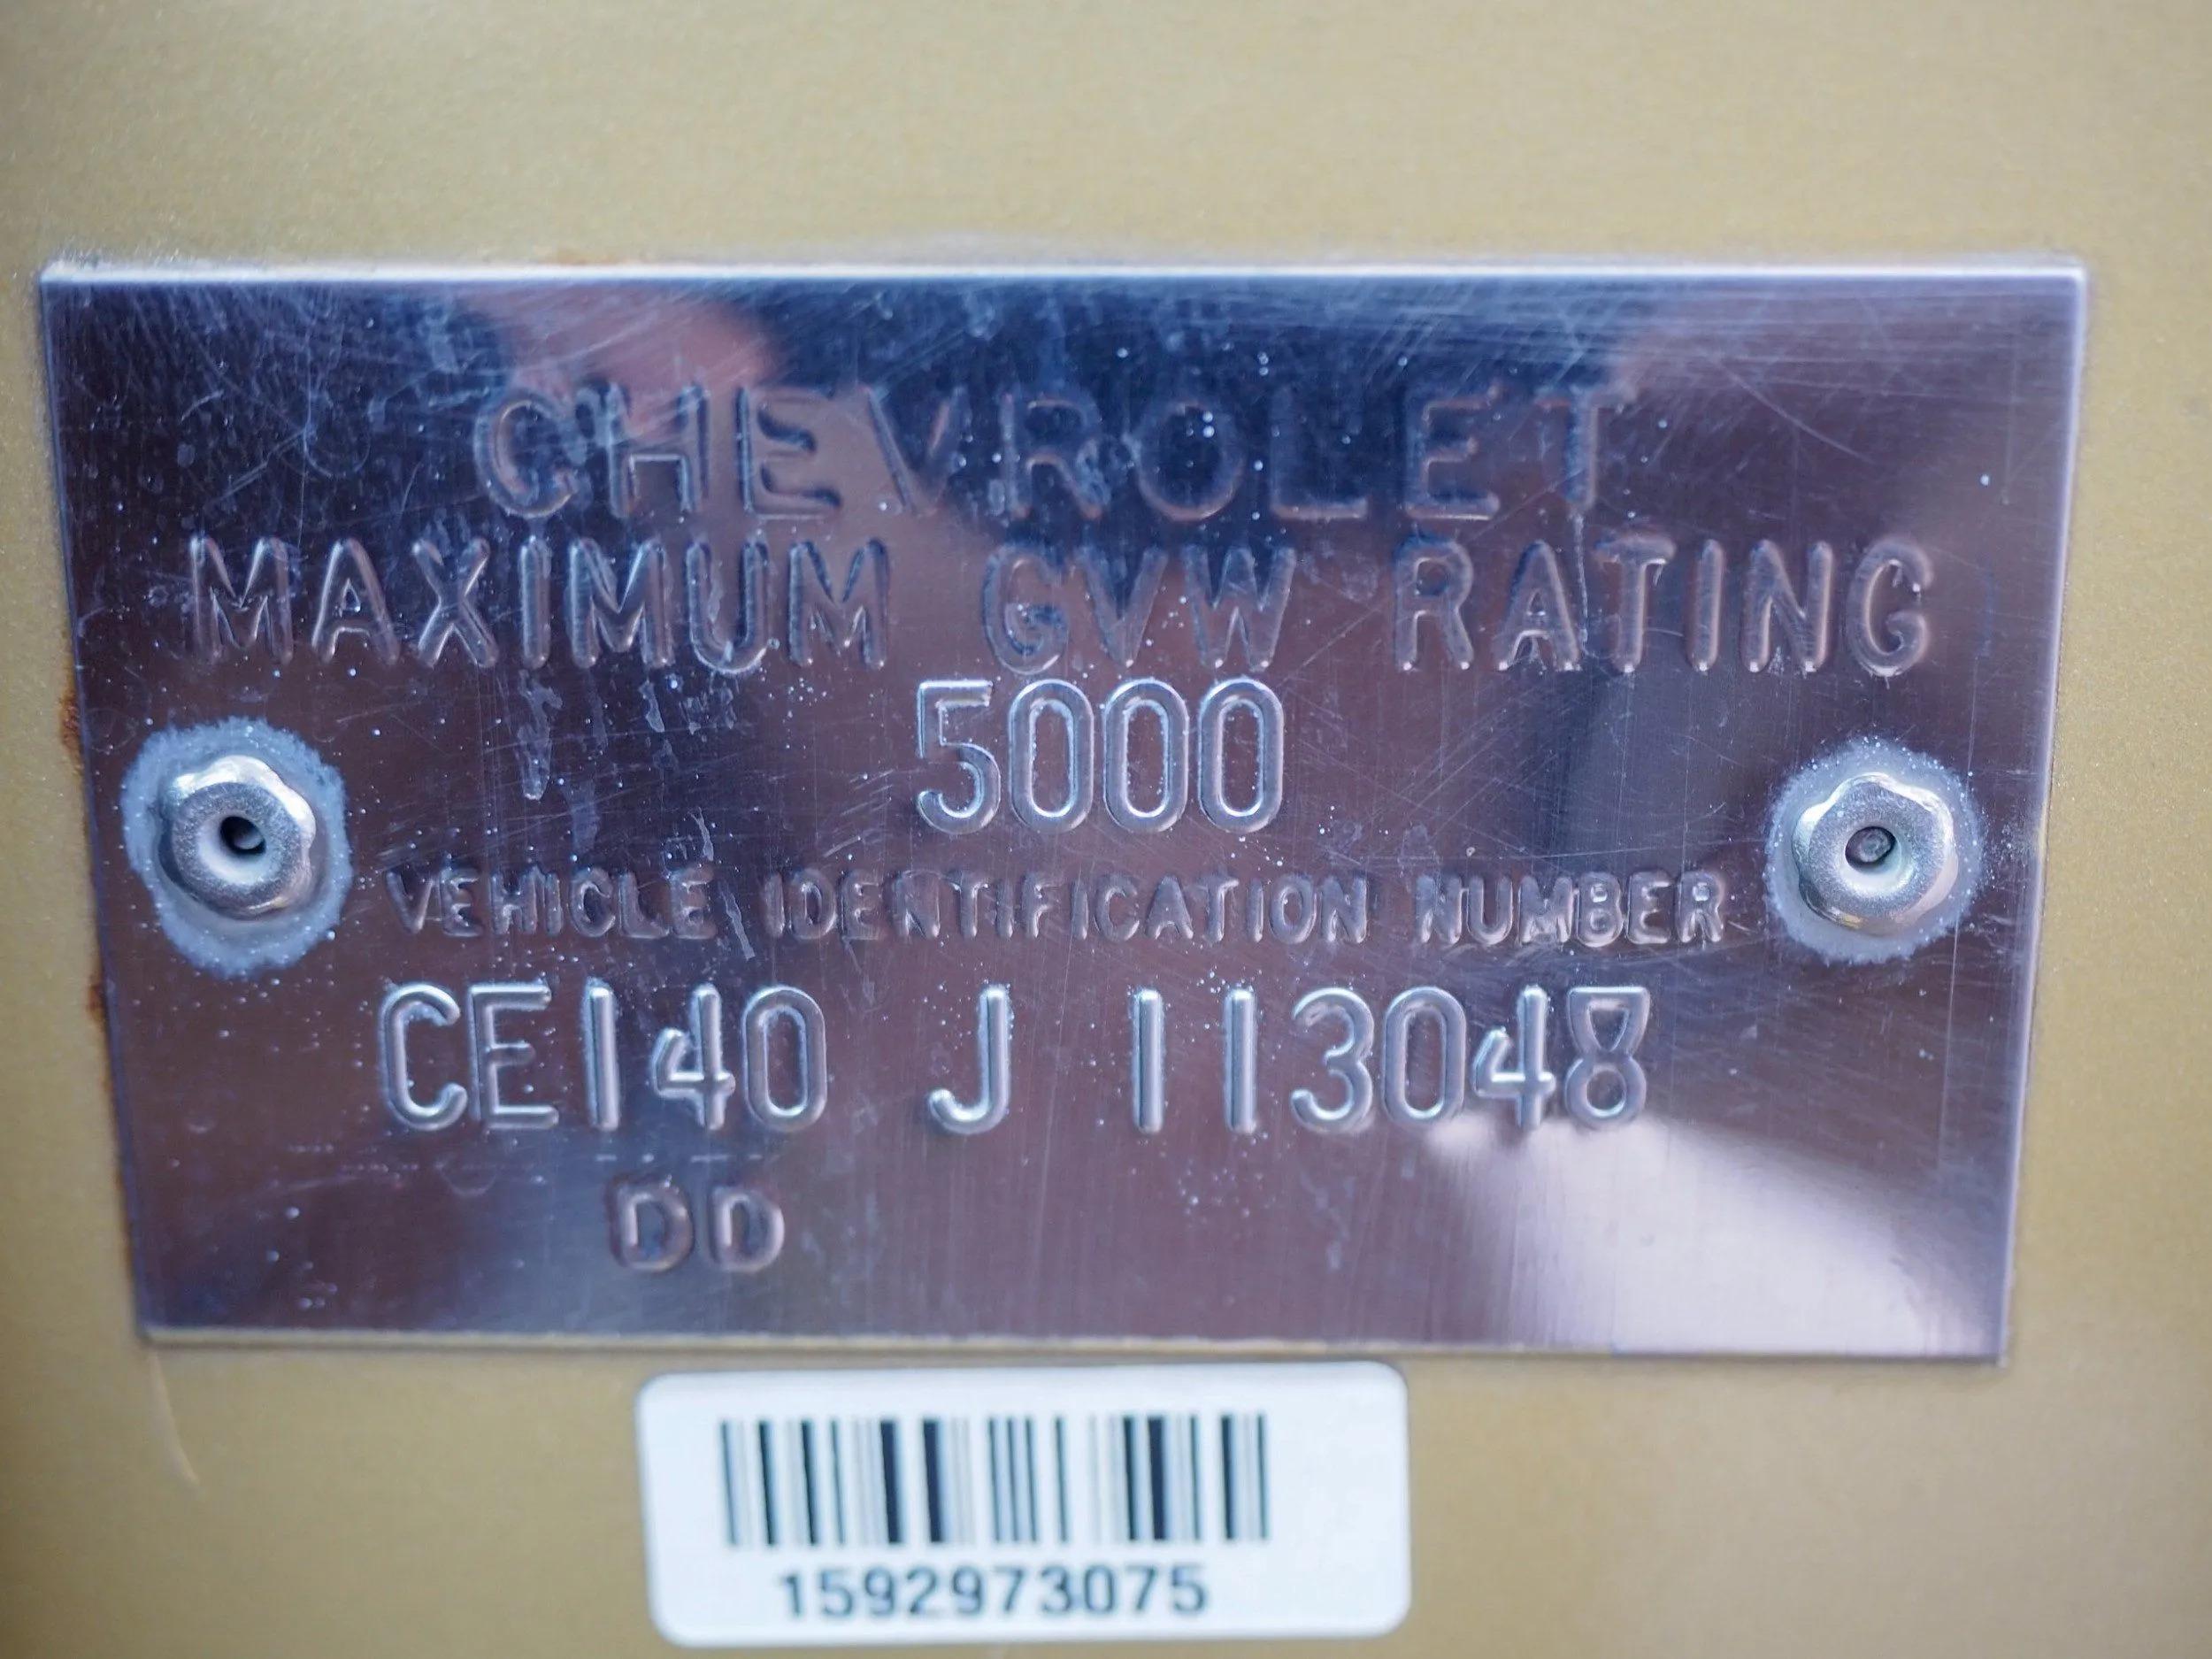 CHEVROLET
MAXIMUM GVW RATING
5000
VEHICLE IDENTIFICATION NUMBER
CE140 J 113048
DD
1592973075